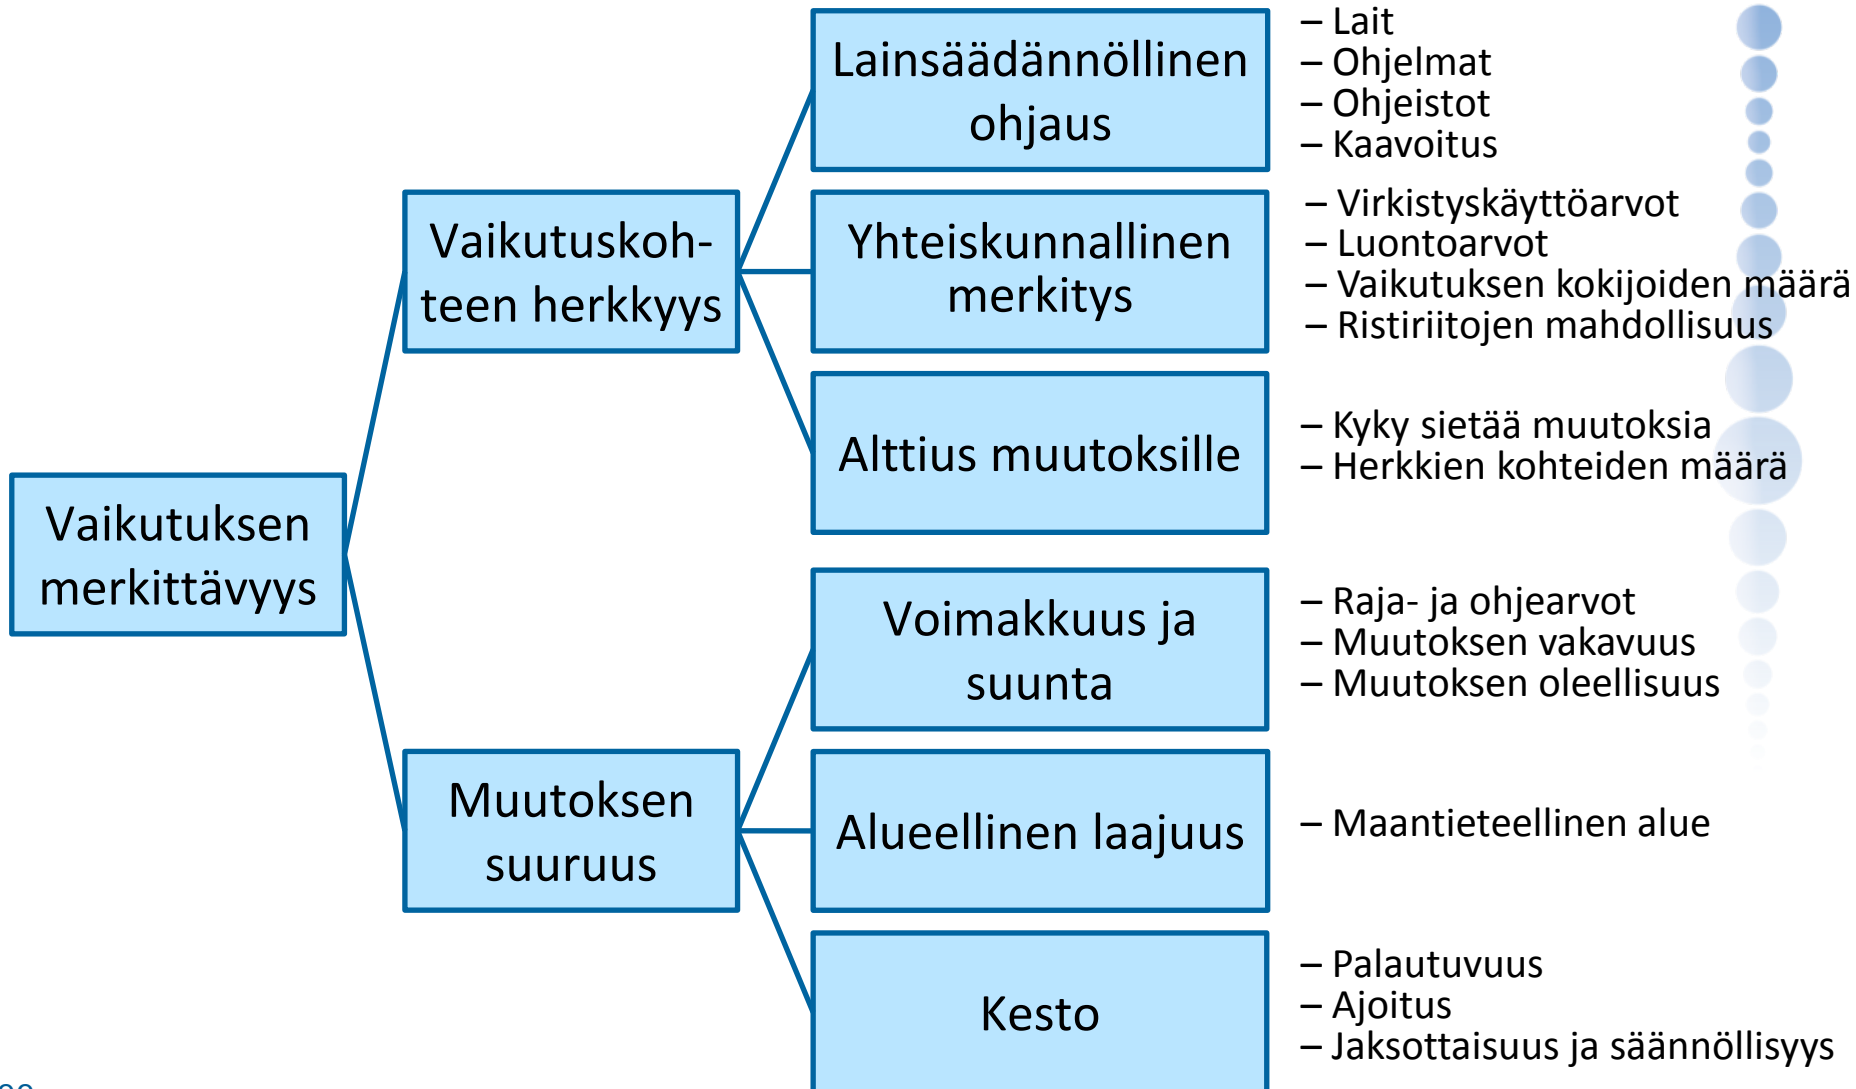 Lainsäädännöllinen
ohjaus
– Lait
– Ohjelmat
– Ohjeistot
– Kaavoitus
Vaikutuskoh-
teen herkkyys
Yhteiskunnallinen
merkitys
– Virkistyskäyttöarvot
– Luontoarvot
– Vaikutuksen kokijoiden määrä
– Ristiriitojen mahdollisuus
Alttius muutoksille
– Kyky sietää muutoksia
– Herkkien kohteiden määrä
Vaikutuksen
merkittävyys
Voimakkuus ja
suunta
– Raja- ja ohjearvot
– Muutoksen vakavuus
– Muutoksen oleellisuus
Muutoksen
suuruus
Alueellinen laajuus
– Maantieteellinen alue
Kesto
– Palautuvuus
– Ajoitus
– Jaksottaisuus ja säännöllisyys